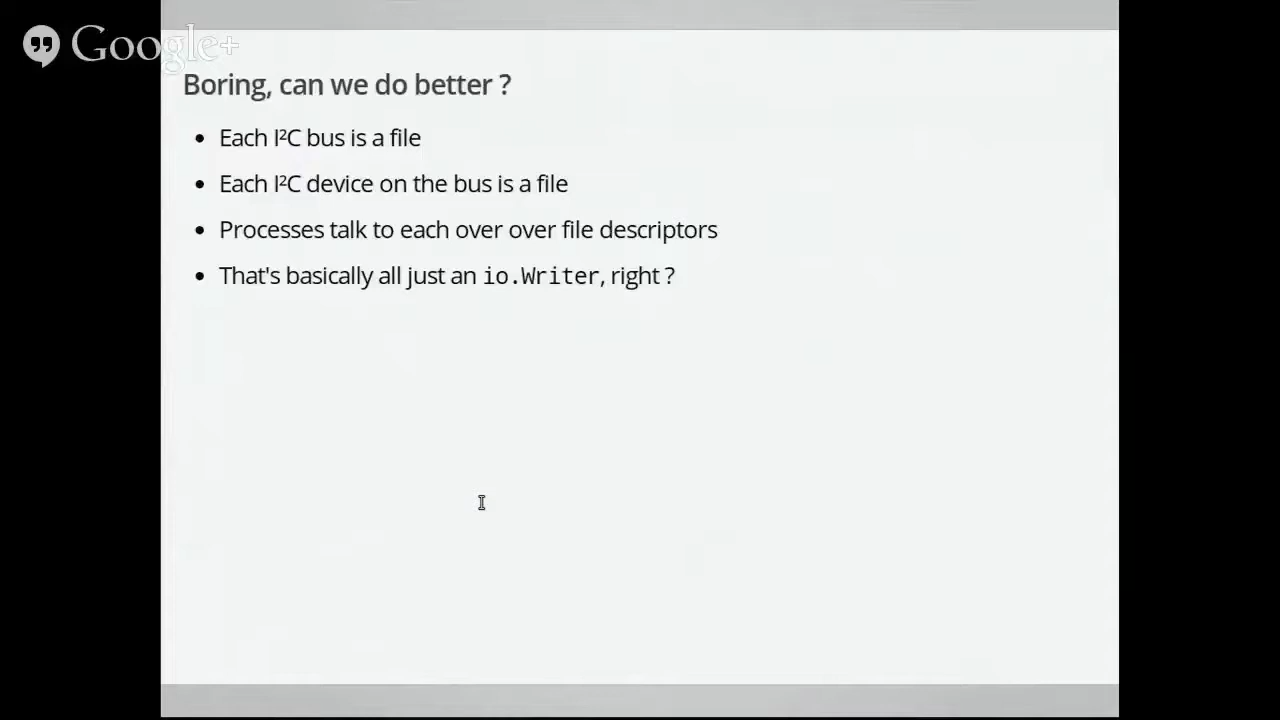 Google+
Boring, can we do better ?
• Each I²C bus is a file
• Each I²C device on the bus is a file
• Processes talk to each over over file descriptors
• That's basically all just an io.Writer, right ?